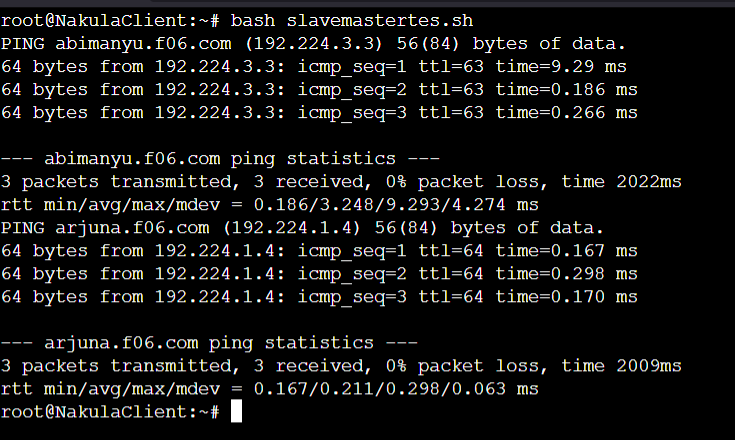 root@NakulaClient:~# bash slavemastertes.sh
PING abimanyu.f06.com (192.224.3.3) 56(84) bytes of data.
64 bytes from 192.224.3.3: icmp_seq=1 ttl=63 time=9.29 ms
64 bytes from 192.224.3.3: icmp_seq=2 ttl=63 time=0.186 ms
64 bytes from 192.224.3.3: icmp_seq=3 ttl=63 time=0.266 ms
--- abimanyu.f06.com ping statistics ---
3 packets transmitted, 3 received, 0% packet loss, time 2022ms
rtt min/avg/max/mdev = 0.186/3.248/9.293/4.274 ms
PING arjuna.f06.com (192.224.1.4) 56(84) bytes of data.
64 bytes from 192.224.1.4: icmp_seq=1 ttl=64 time=0.167 ms
64 bytes from 192.224.1.4: icmp_seq=2 ttl=64 time=0.298 ms
64 bytes from 192.224.1.4: icmp_seq=3 ttl=64 time=0.170 ms
--- arjuna.f06.com ping statistics ---
3 packets transmitted, 3 received, 0% packet loss, time 2009ms
rtt min/avg/max/mdev = 0.167/0.211/0.298/0.063 ms
root@NakulaClient:~#